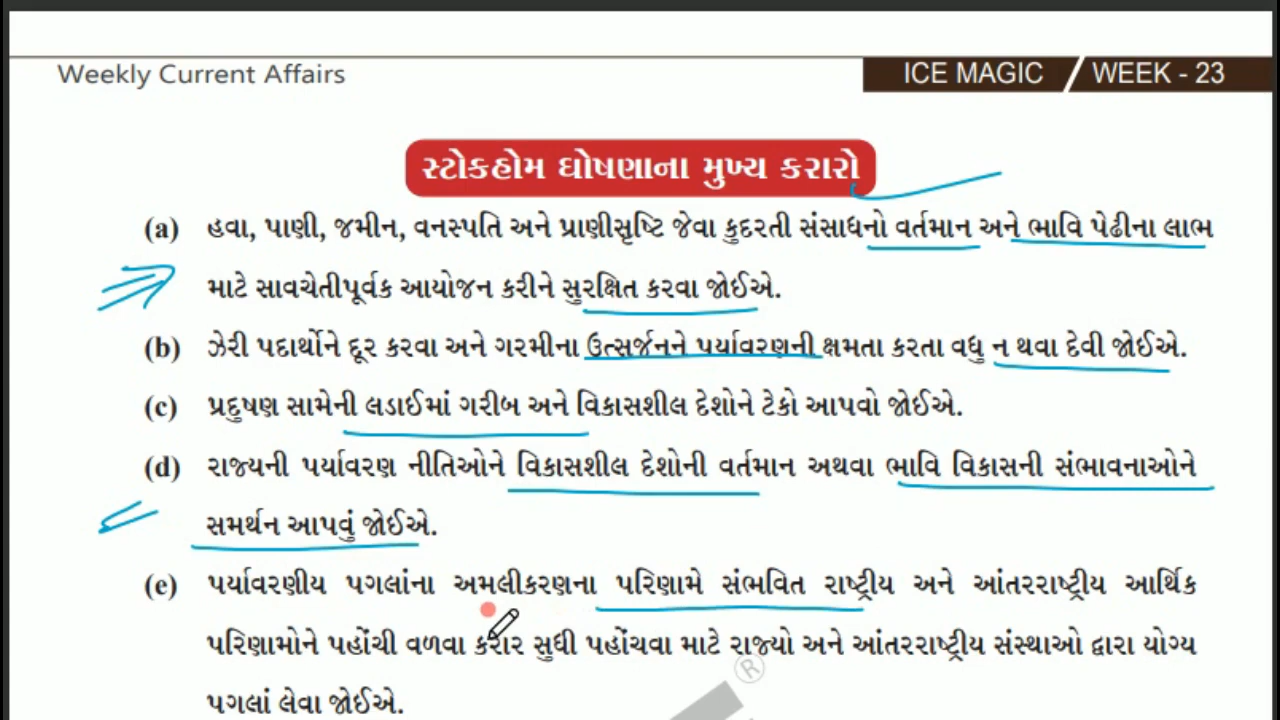 Weekly Current Affairs
ICE MAGIC / WEEK - 23
સ્ટોકહોમ ઘોષણાના મુખ્ય કરારો
(a) હવા, પાણી, જમીન, વનસ્પતિ અને પ્રાણીસૃષ્ટિ જેવા કુદરતી સંસાધનો વર્તમાન અને ભાવિ પેઢીના લાભ
માટે સાવચેતીપૂર્વક આયોજન કરીને સુરક્ષિત કરવા જોઈએ.
(b) ઝેરી પદાર્થોને દૂર કરવા અને ગરમીના ઉત્સર્જનને પર્યાવરણની ક્ષમતા કરતા વધુ ન થવા દેવી જોઈએ.
(c) પ્રદુષણ સામેની લડાઈમાં ગરીબ અને વિકાસશીલ દેશોને ટેકો આપવો જોઈએ.
(d) રાજ્યની પર્યાવરણ નીતિઓને વિકાસશીલ દેશોની વર્તમાન અથવા ભાવિ વિકાસની સંભાવનાઓને
સમર્થન આપવું જોઈએ.
(e) પર્યાવરણીય પગલાંના અમલીકરણના પરિણામે સંભવિત રાષ્ટ્રીય અને આંતરરાષ્ટ્રીય આર્થિક
પરિણામોને પહોંચી વળવા કરાર સુધી પહોંચવા માટે રાજ્યો અને આંતરરાષ્ટ્રીય સંસ્થાઓ દ્વારા યોગ્ય
પગલાં લેવા જોઈએ.
®